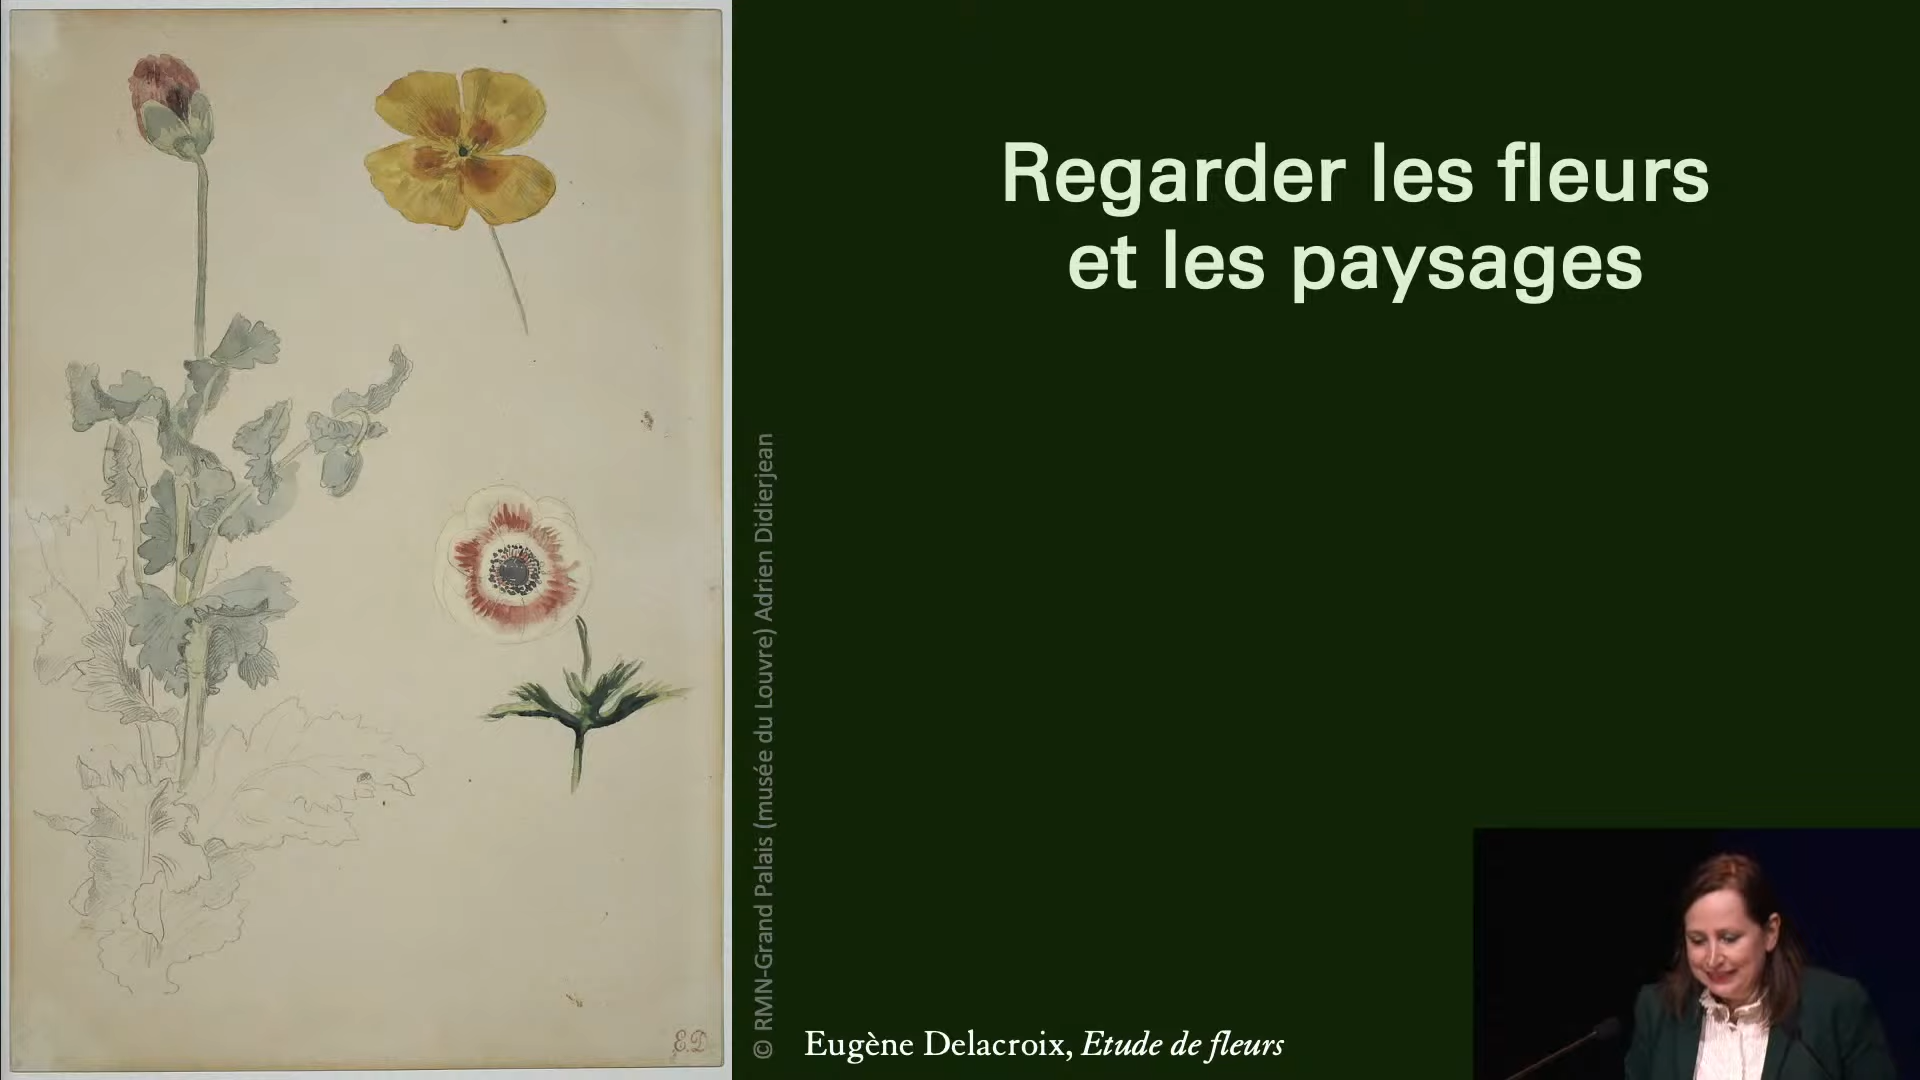 Regarder les fleurs
et les paysages
© RMN-Grand Palais (musée du Louvre) Adrien Didierjean
Eugène Delacroix, Etude de fleurs
E.D